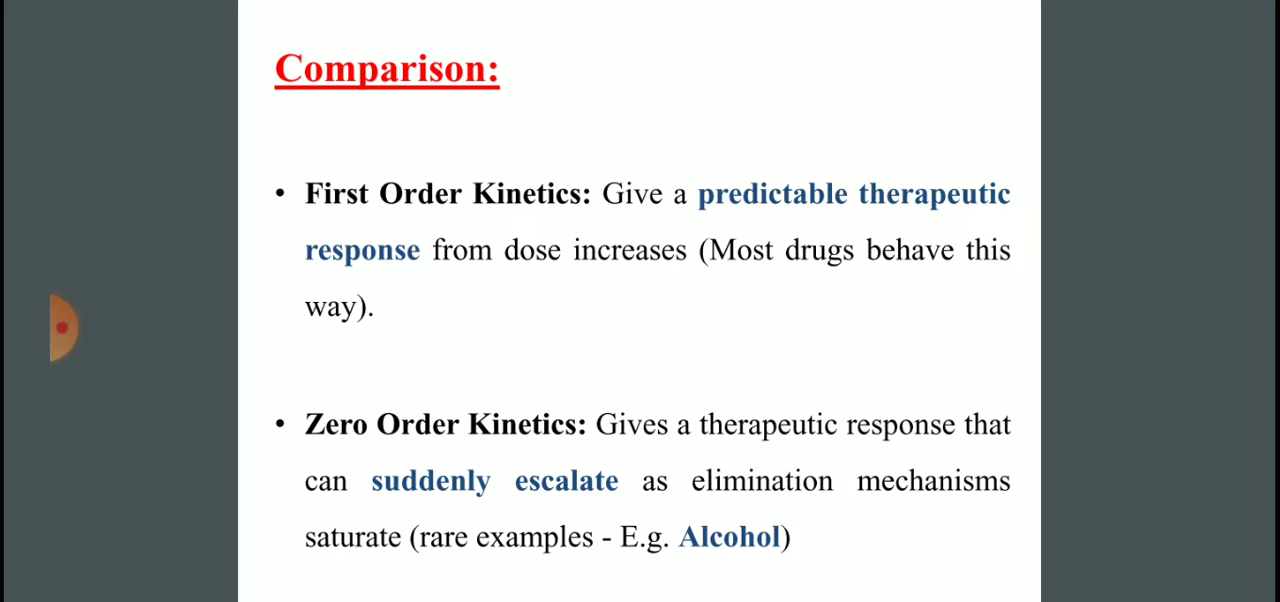 Comparison:
• First Order Kinetics: Give a predictable therapeutic
response from dose increases (Most drugs behave this
way).
• Zero Order Kinetics: Gives a therapeutic response that
can suddenly escalate as elimination mechanisms
saturate (rare examples - E.g. Alcohol)